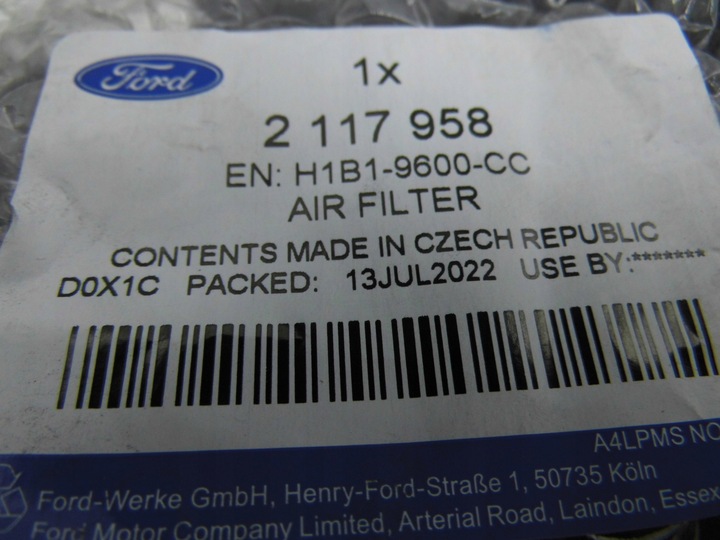 Ford
1x
2 117 958
EN: H1B1-9600-CC
AIR FILTER
CONTENTS MADE IN CZECH REPUBLIC
D0X1C PACKED: 13JUL2022 USE BY:*******
A4LPMS NO
Ford-Werke GmbH, Henry-Ford-Straße 1, 50735 Köln
Ford Motor Company Limited, Arterial Road, Laindon, Essex